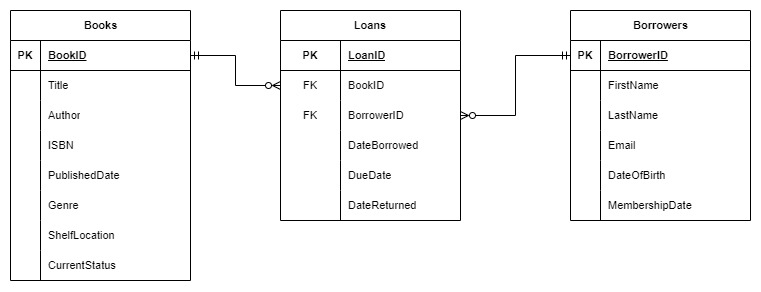 Books
PK BookID
Title
Author
ISBN
PublishedDate
Genre
ShelfLocation
CurrentStatus
Loans
PK LoanID
FK BookID
FK BorrowerID
DateBorrowed
DueDate
DateReturned
Borrowers
PK BorrowerID
FirstName
LastName
Email
DateOfBirth
MembershipDate